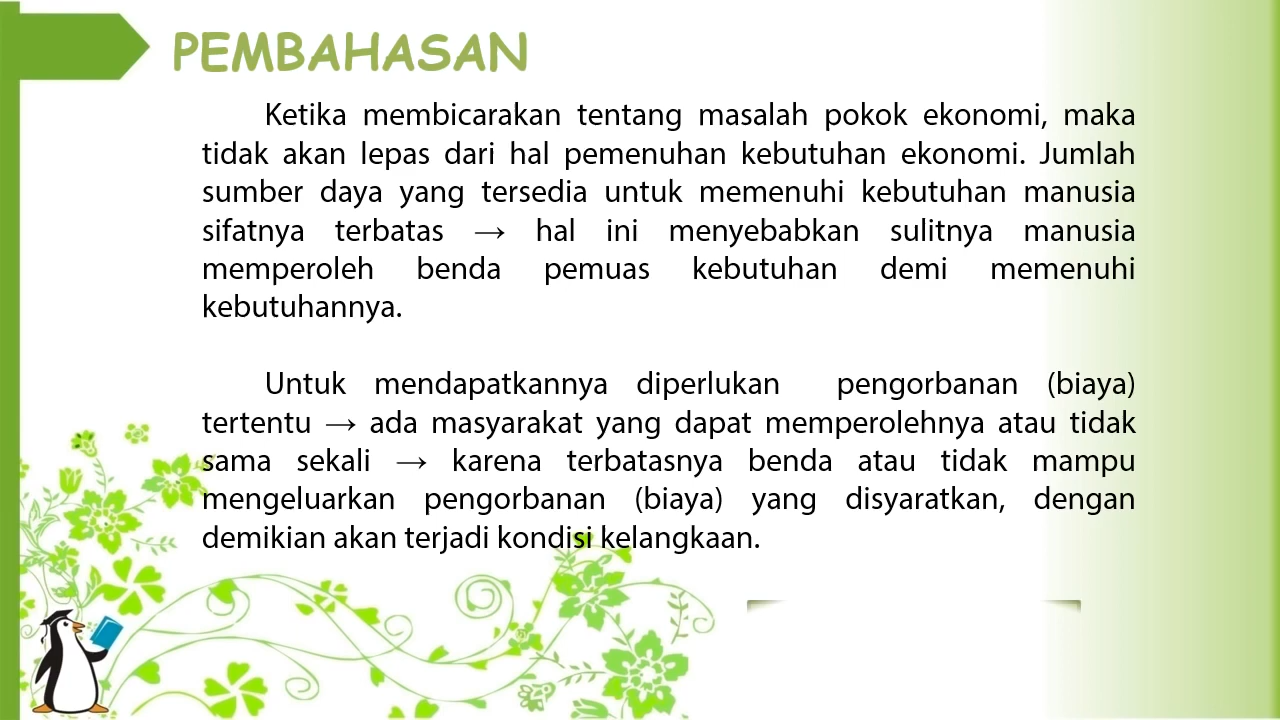 PEMBAHASAN
Ketika membicarakan tentang masalah pokok ekonomi, maka
tidak akan lepas dari hal pemenuhan kebutuhan ekonomi. Jumlah
sumber daya yang tersedia untuk memenuhi kebutuhan manusia
sifatnya terbatas → hal ini menyebabkan sulitnya manusia
memperoleh benda pemuas kebutuhan demi memenuhi
kebutuhannya.
Untuk mendapatkannya diperlukan pengorbanan (biaya)
tertentu → ada masyarakat yang dapat memperolehnya atau tidak
sama sekali → karena terbatasnya benda atau tidak mampu
mengeluarkan pengorbanan (biaya) yang disyaratkan, dengan
demikian akan terjadi kondisi kelangkaan.